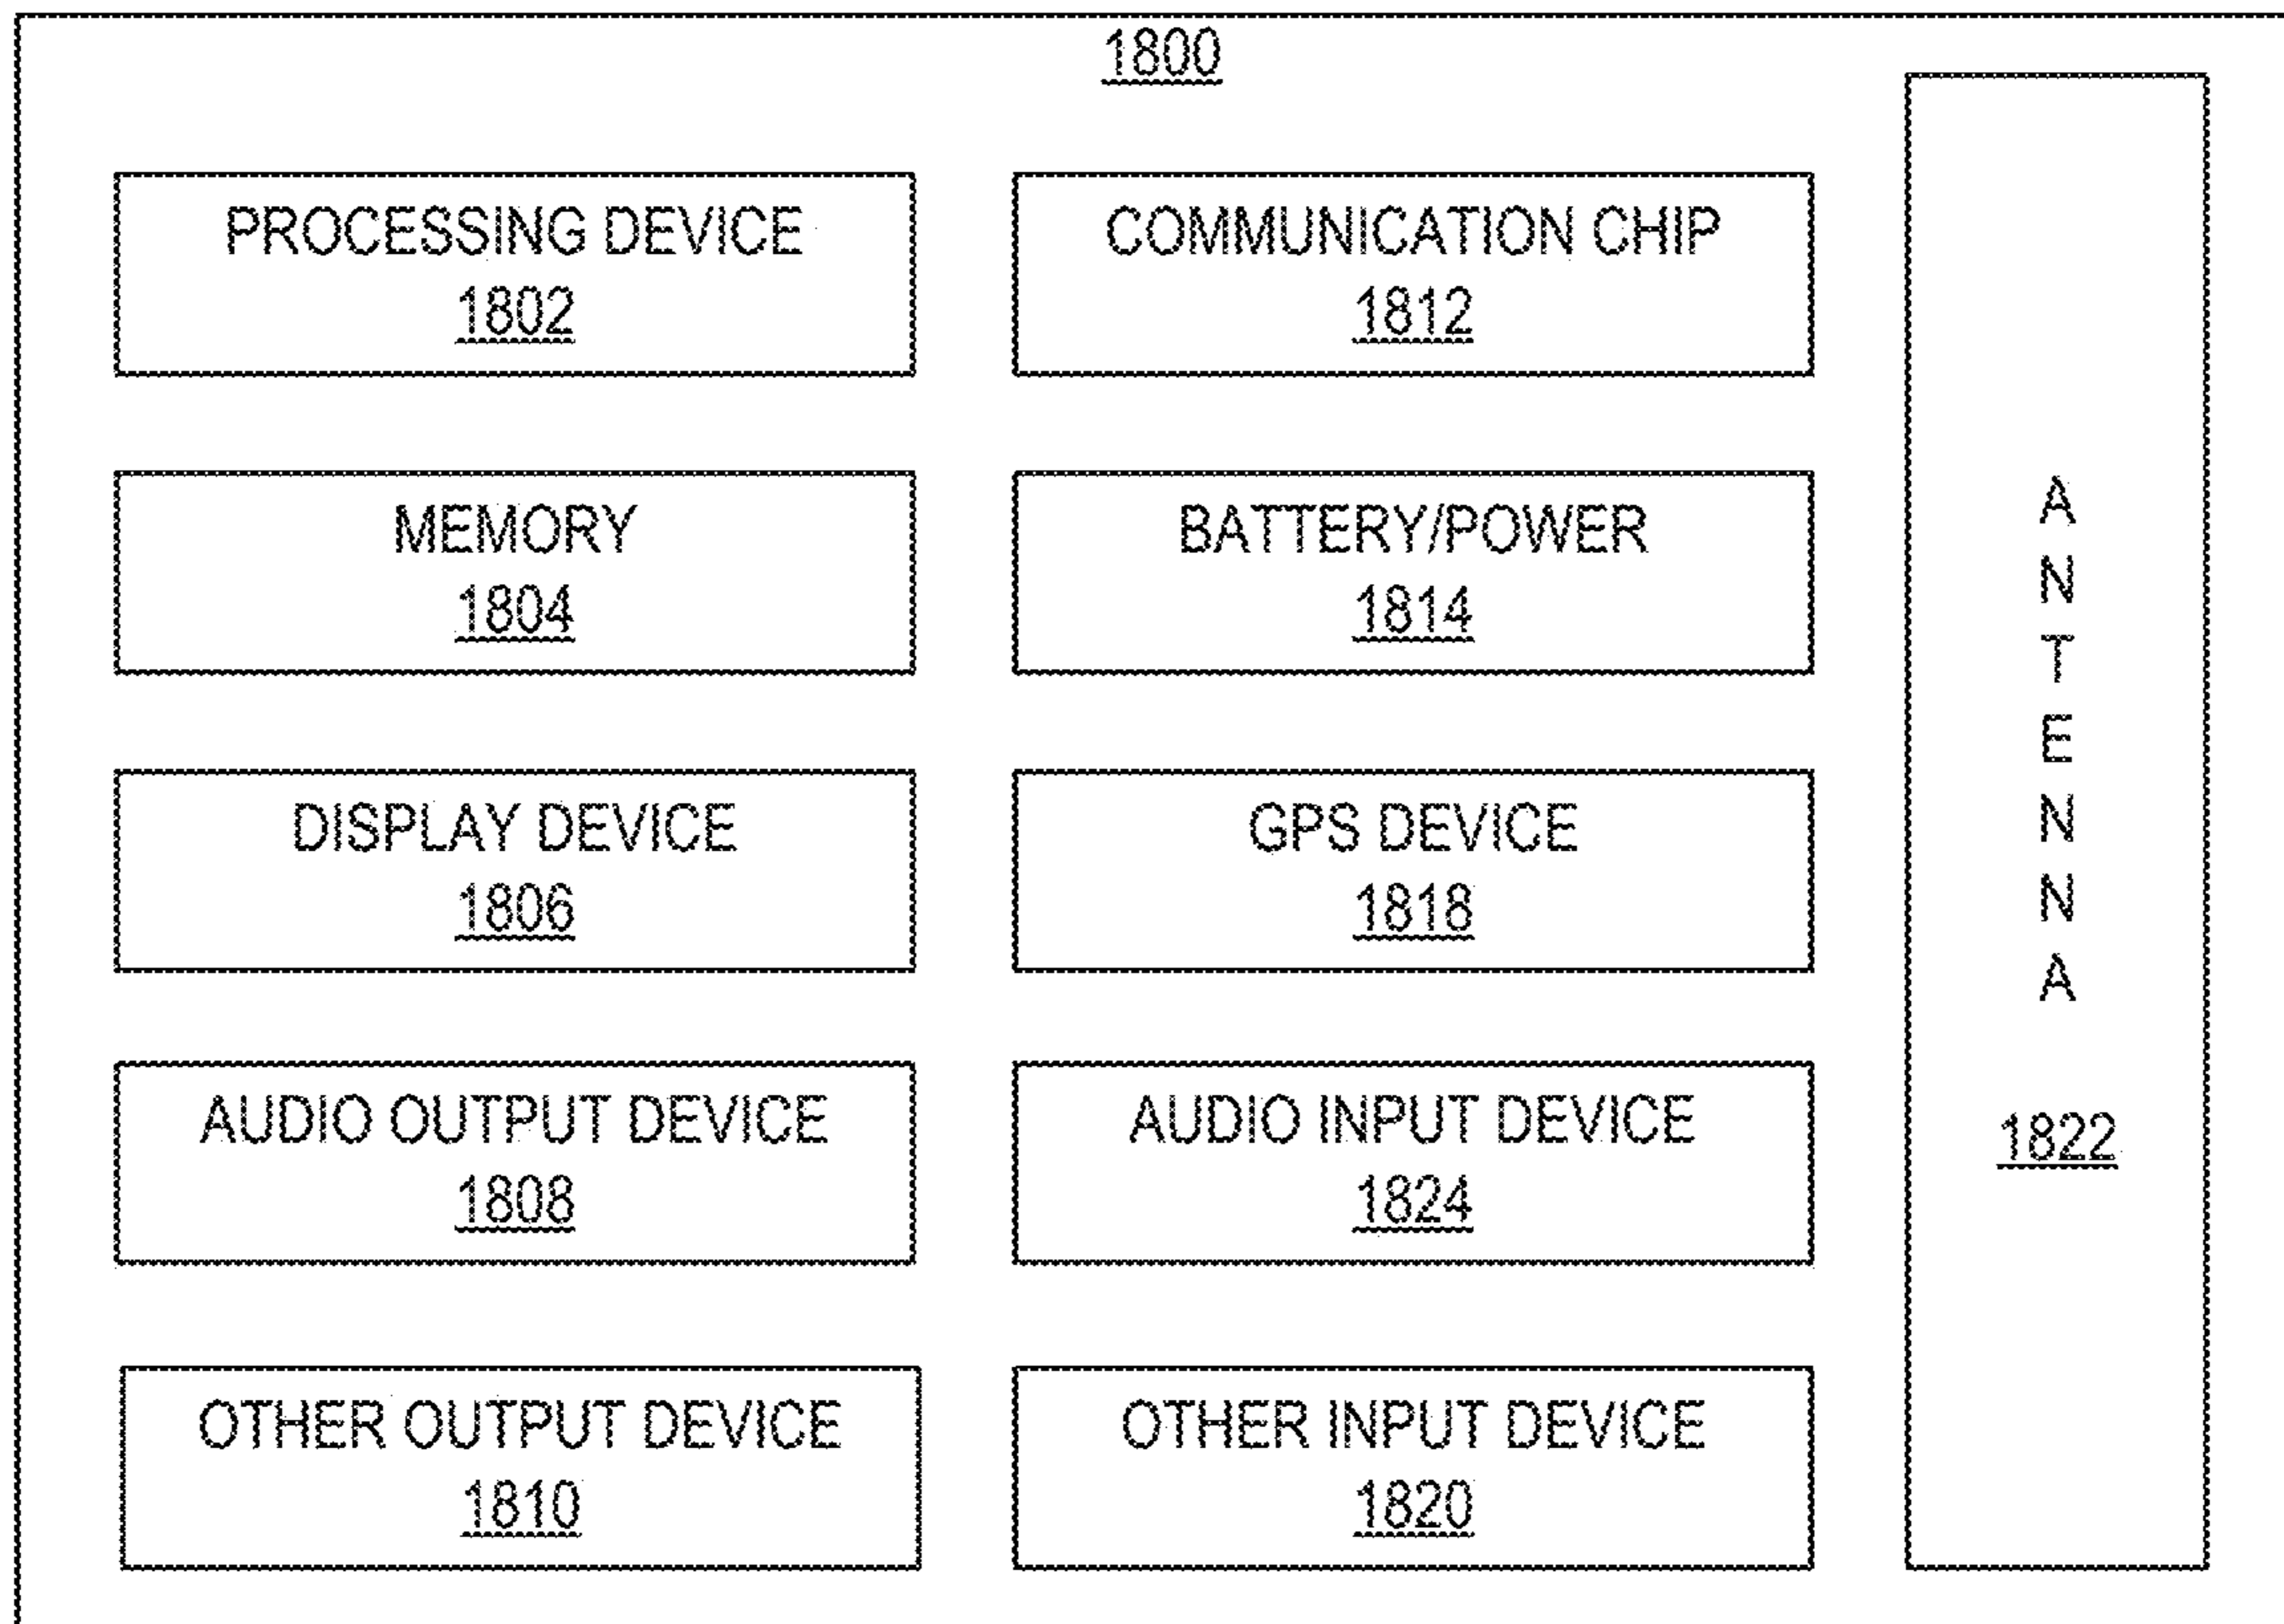 1800
PROCESSING DEVICE
1802
COMMUNICATION CHIP
1812
MEMORY
1804
BATTERY/POWER
1814
DISPLAY DEVICE
1806
GPS DEVICE
1818
AUDIO OUTPUT DEVICE
1808
AUDIO INPUT DEVICE
1824
OTHER OUTPUT DEVICE
1810
OTHER INPUT DEVICE
1820
ANTENNA
1822